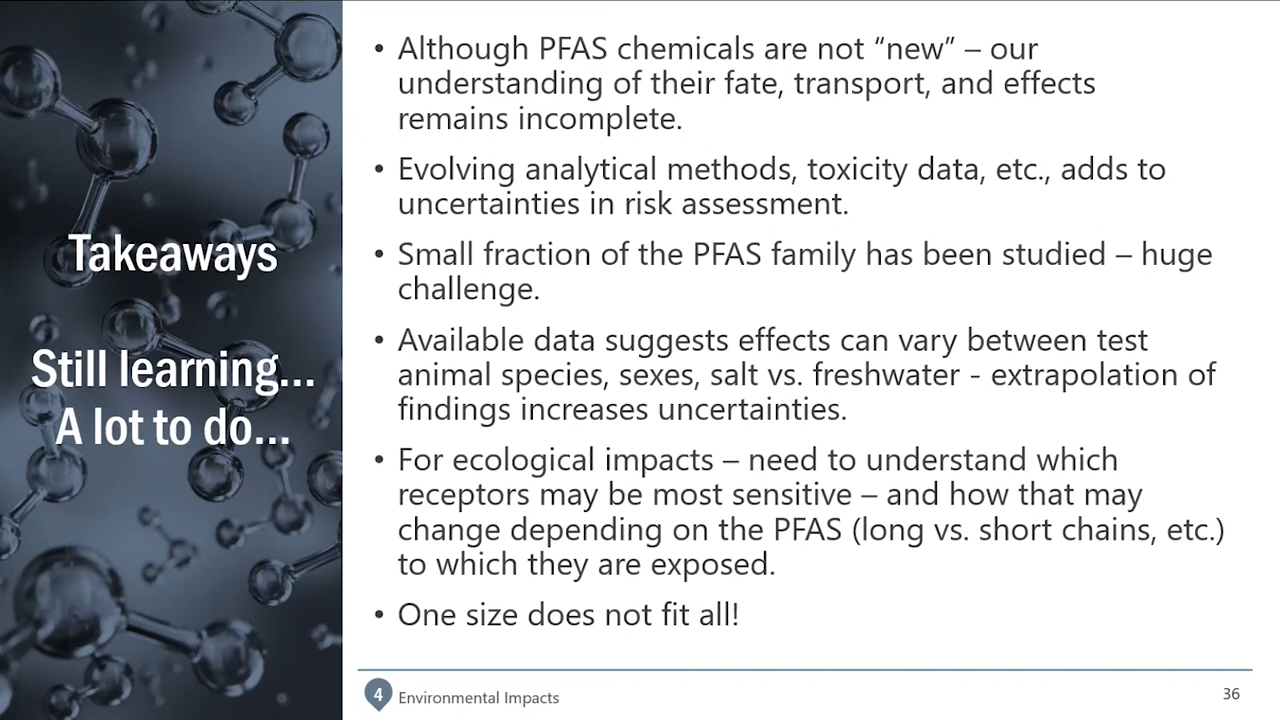 Takeaways
Still learning...
A lot to do...
• Although PFAS chemicals are not “new” – our
understanding of their fate, transport, and effects
remains incomplete.
• Evolving analytical methods, toxicity data, etc., adds to
uncertainties in risk assessment.
• Small fraction of the PFAS family has been studied – huge
challenge.
• Available data suggests effects can vary between test
animal species, sexes, salt vs. freshwater - extrapolation of
findings increases uncertainties.
• For ecological impacts – need to understand which
receptors may be most sensitive – and how that may
change depending on the PFAS (long vs. short chains, etc.)
to which they are exposed.
• One size does not fit all!
4 Environmental Impacts
36